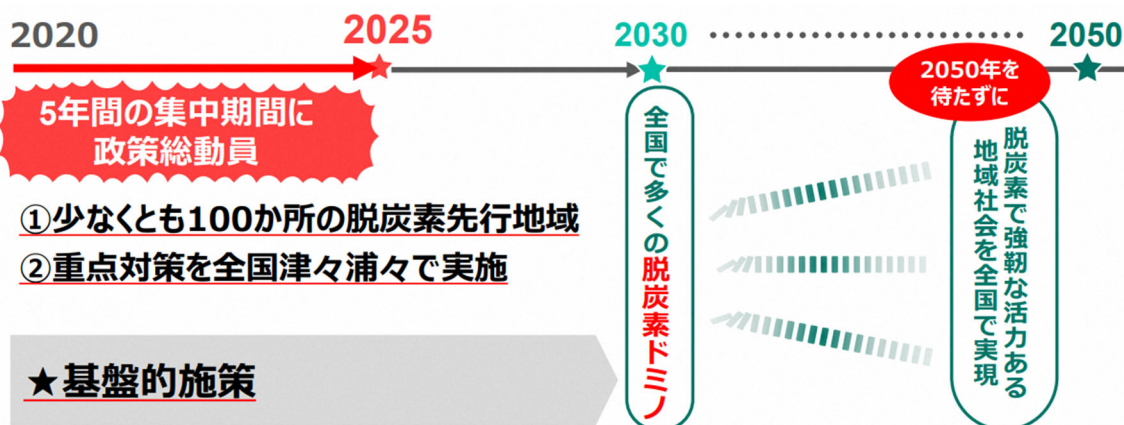 2020
2025
2030
2050
5年間の集中期間に
政策総動員
①少なくとも100か所の脱炭素先行地域
②重点対策を全国津々浦々で実施
★基盤的施策
全国で多くの脱炭素ドミノ
2050年を
待たずに
脱炭素で強靭な活力ある
地域社会を全国で実現